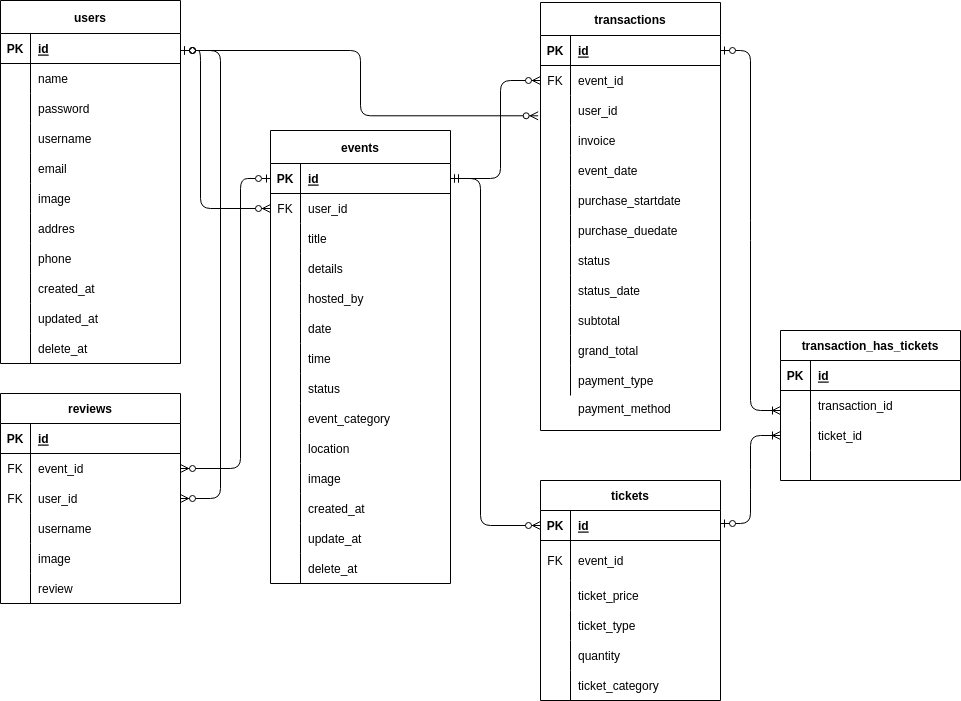 users
PK id
name
password
username
email
image
addres
phone
created_at
updated_at
delete_at
reviews
PK id
FK event_id
FK user_id
username
image
review
events
PK id
FK user_id
title
details
hosted_by
date
time
status
event_category
location
image
created_at
update_at
delete_at
transactions
PK id
FK event_id
user_id
invoice
event_date
purchase_startdate
purchase_duedate
status
status_date
subtotal
grand_total
payment_type
payment_method
tickets
PK id
FK event_id
ticket_price
ticket_type
quantity
ticket_category
transaction_has_tickets
PK id
transaction_id
ticket_id